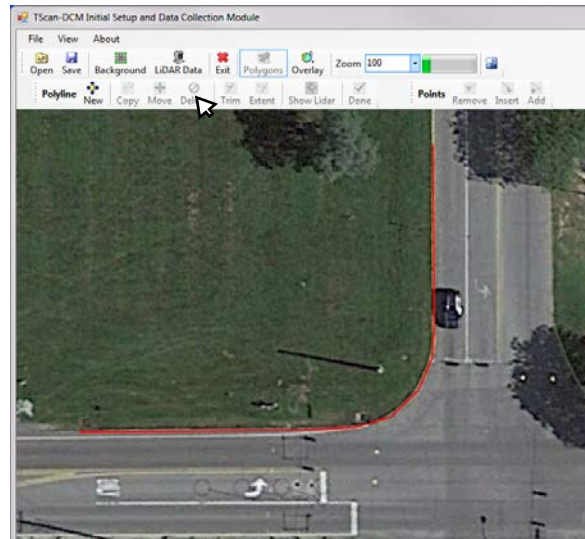 TScan-DCM Initial Setup and Data Collection Module
File View About
Open Save Background LiDAR Data Exit Polygons Overlay Zoom 100
Polyline New Copy Move Trim Extent Show Lidar Done Points Remove Insert Add